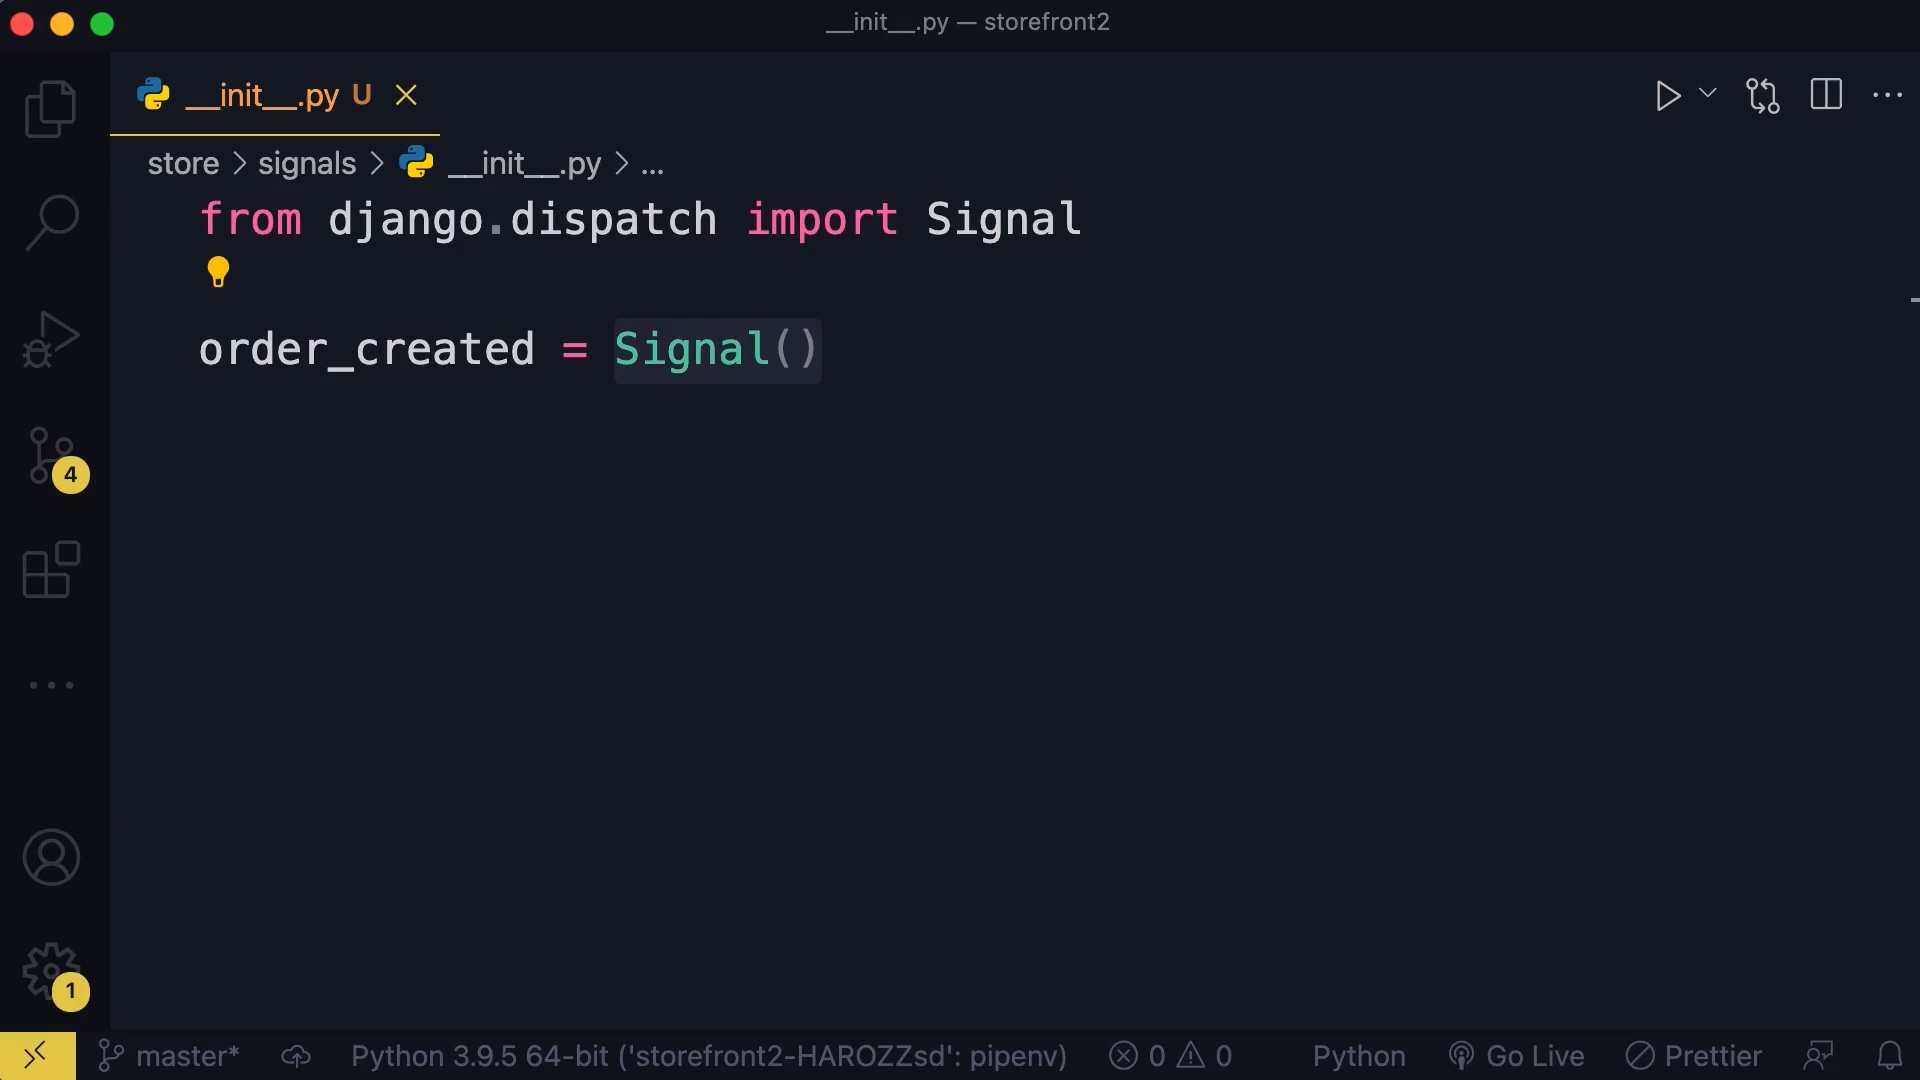 __init__.py — storefront2
__init__.py U
store > signals > __init__.py > ...
from django.dispatch import Signal
order_created = Signal()
4
1
master* Python 3.9.5 64-bit ('storefront2-HAROZZsd': pipenv) 0 0 Python Go Live Prettier